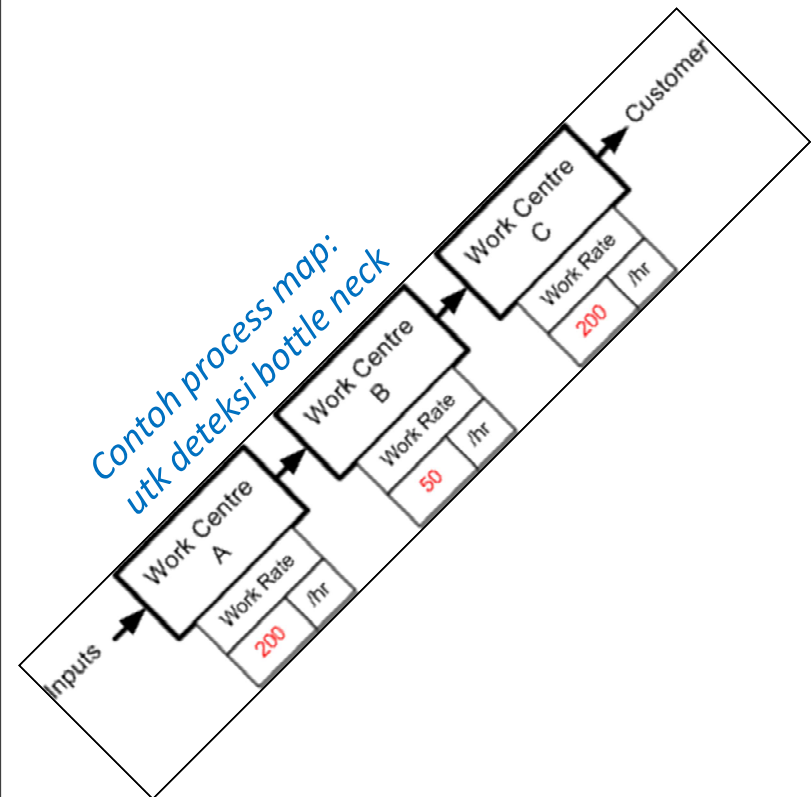 Contoh process map:
utk deteksi bottle neck
Inputs
Work Centre
A
Work Rate
200 /hr
Work Centre
B
Work Rate
50 /hr
Work Centre
C
Work Rate
200 /hr
Customer